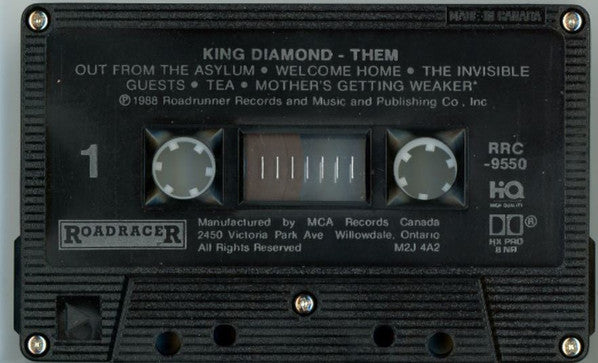 MADE IN CANADA
KING DIAMOND - THEM
OUT FROM THE ASYLUM • WELCOME HOME • THE INVISIBLE
GUESTS • TEA • MOTHER'S GETTING WEAKER*
℗ 1988 Roadrunner Records and Music and Publishing Co., Inc
1
RRC
-9550
HQ
HIGH QUALITY
ROADRACER
Manufactured by MCA Records Canada
2450 Victoria Park Ave Willowdale, Ontario
All Rights Reserved M2J 4A2
®
HX PRO
B NR